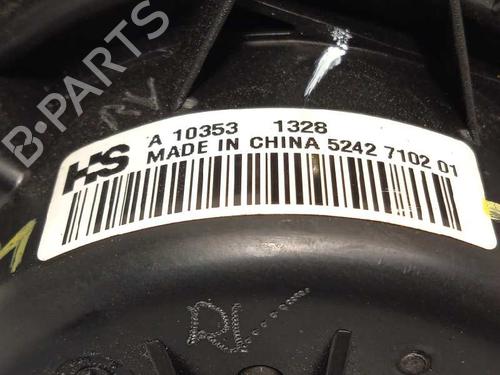 B-PARTS
HS
A 10353 1328
MADE IN CHINA 5242 7102 01